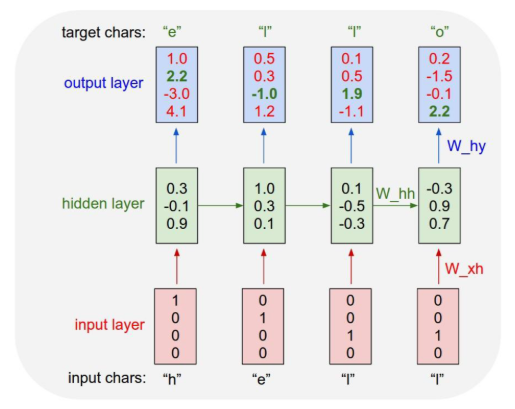 target chars: “e” “l” “l” “o”
1.0 0.5 0.1 0.2
2.2 0.3 0.5 -1.5
output layer
-3.0 -1.0 1.9 -0.1
4.1 1.2 -1.1 2.2
W_hy
0.3 1.0 0.1 -0.3
W_hh
hidden layer -0.1 0.3 -0.5 0.9
0.9 0.1 -0.3 0.7
W_xh
1 0 0 0
0 1 0 0
input layer
0 0 1 1
0 0 0 0
input chars: “h” “e” “l” “l”